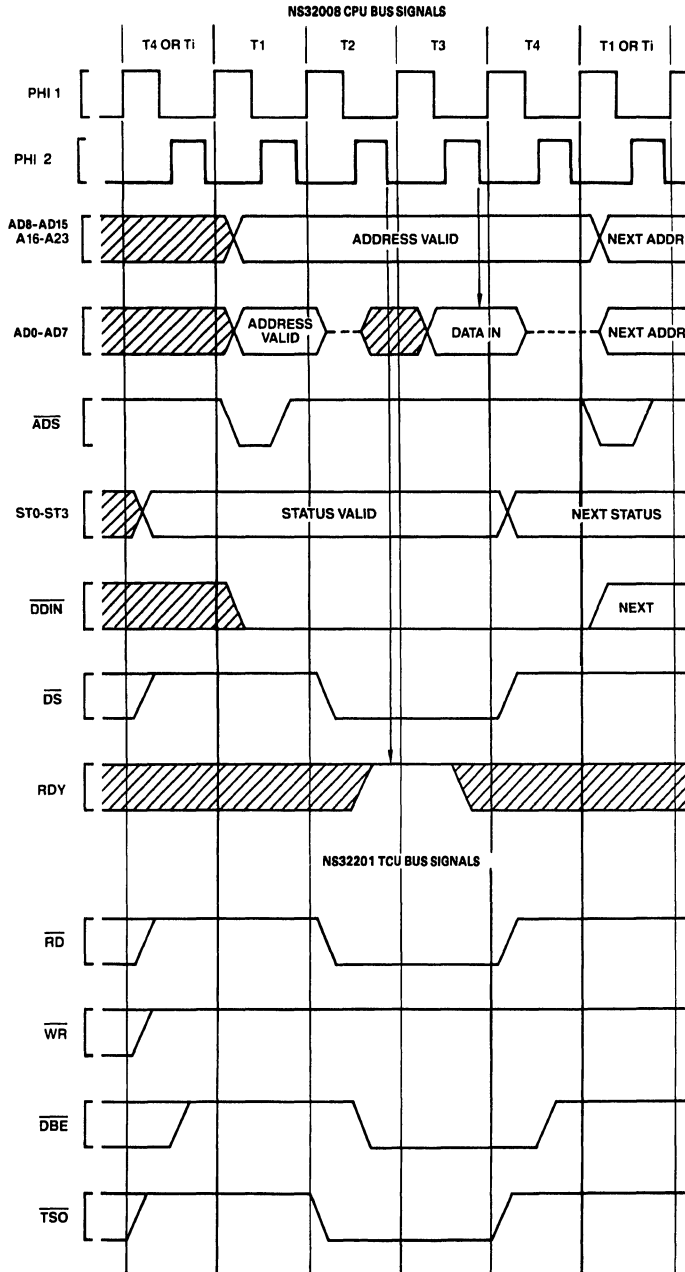 NS32008 CPU BUS SIGNALS
T4 OR Ti T1 T2 T3 T4 T1 OR Ti
PHI 1
PHI 2
AD8-AD15
A16-A23
ADDRESS VALID NEXT ADDR
AD0-AD7
ADDRESS
VALID
DATA IN NEXT ADDR
ADS
ST0-ST3 STATUS VALID NEXT STATUS
DDIN NEXT
DS
RDY
NS32201 TCU BUS SIGNALS
RD
WR
DBE
TSO